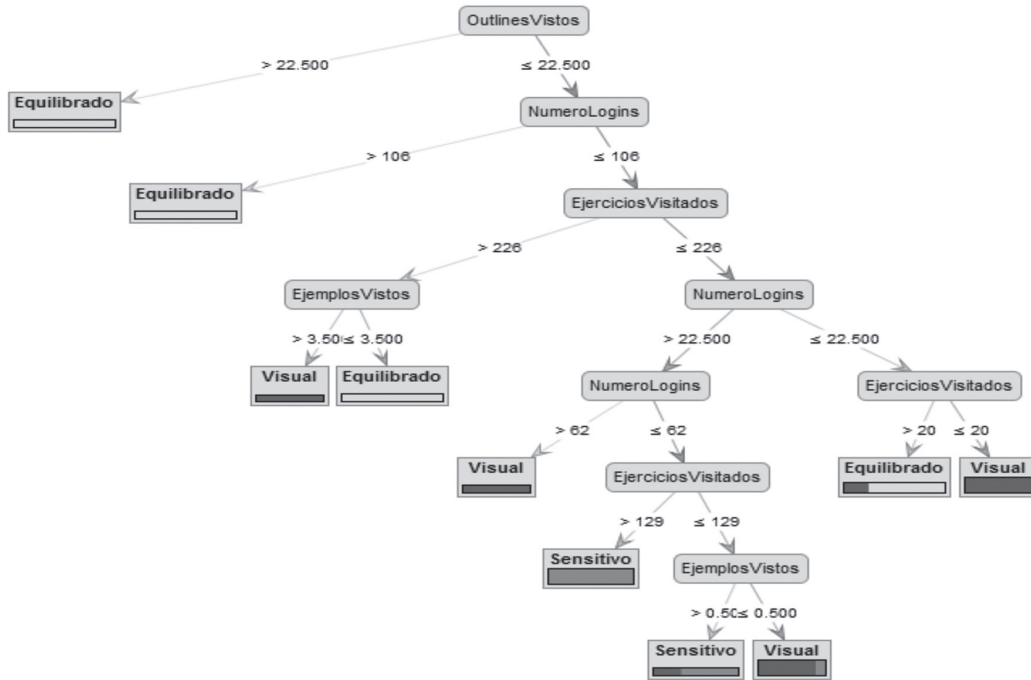 OutlinesVistos
> 22.500
≤ 22.500
Equilibrado
NumeroLogins
> 106
≤ 106
Equilibrado
EjerciciosVisitados
> 226
≤ 226
EjemplosVistos
NumeroLogins
> 3.50
≤ 3.500
> 22.500
≤ 22.500
Visual
Equilibrado
NumeroLogins
EjerciciosVisitados
> 62
≤ 62
> 20
≤ 20
Visual
EjerciciosVisitados
Equilibrado
Visual
> 129
≤ 129
Sensitivo
EjemplosVistos
> 0.50
≤ 0.500
Sensitivo
Visual